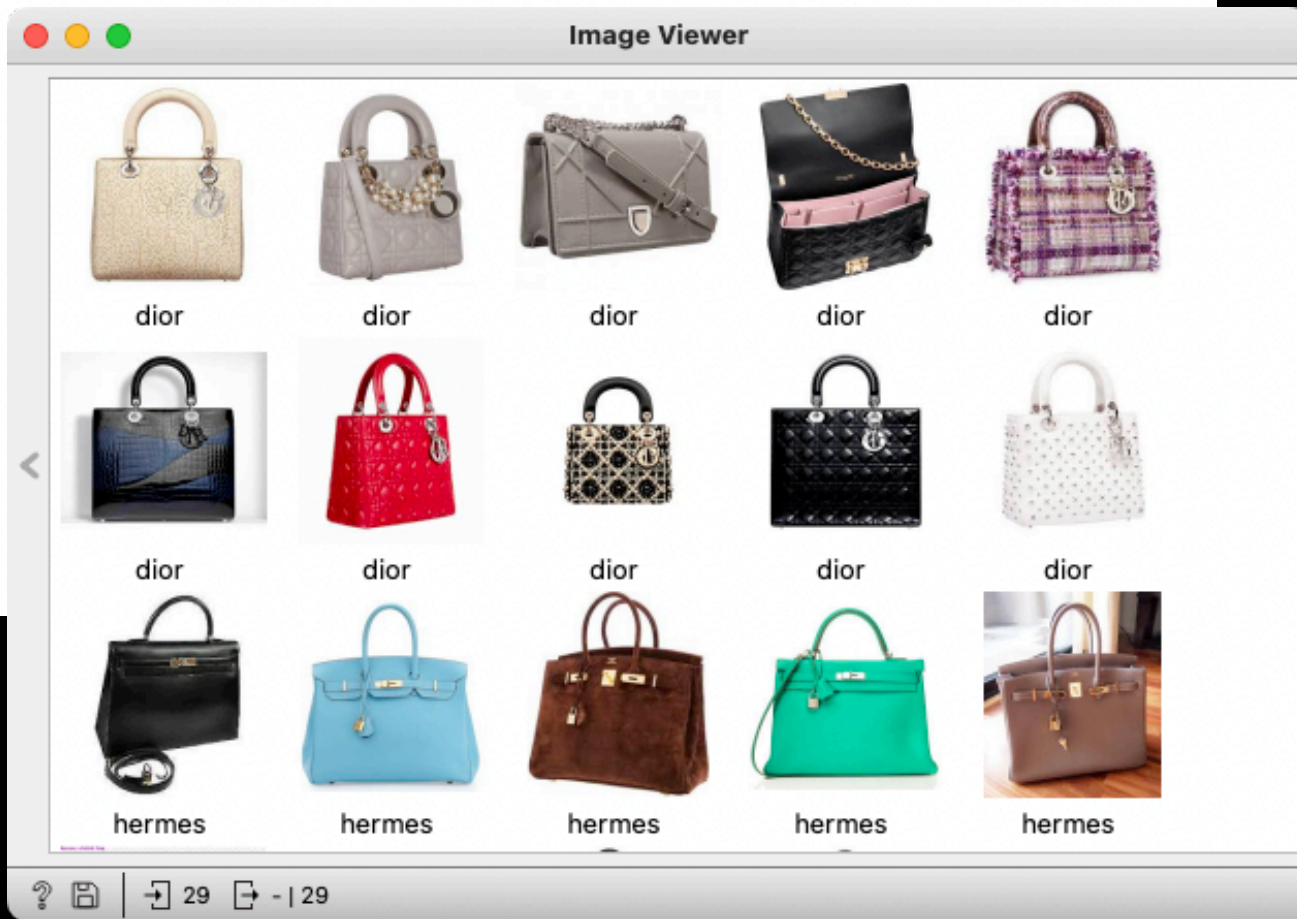 Image Viewer
dior dior dior dior dior
dior dior dior dior dior
hermes hermes hermes hermes hermes
? 29 - | 29